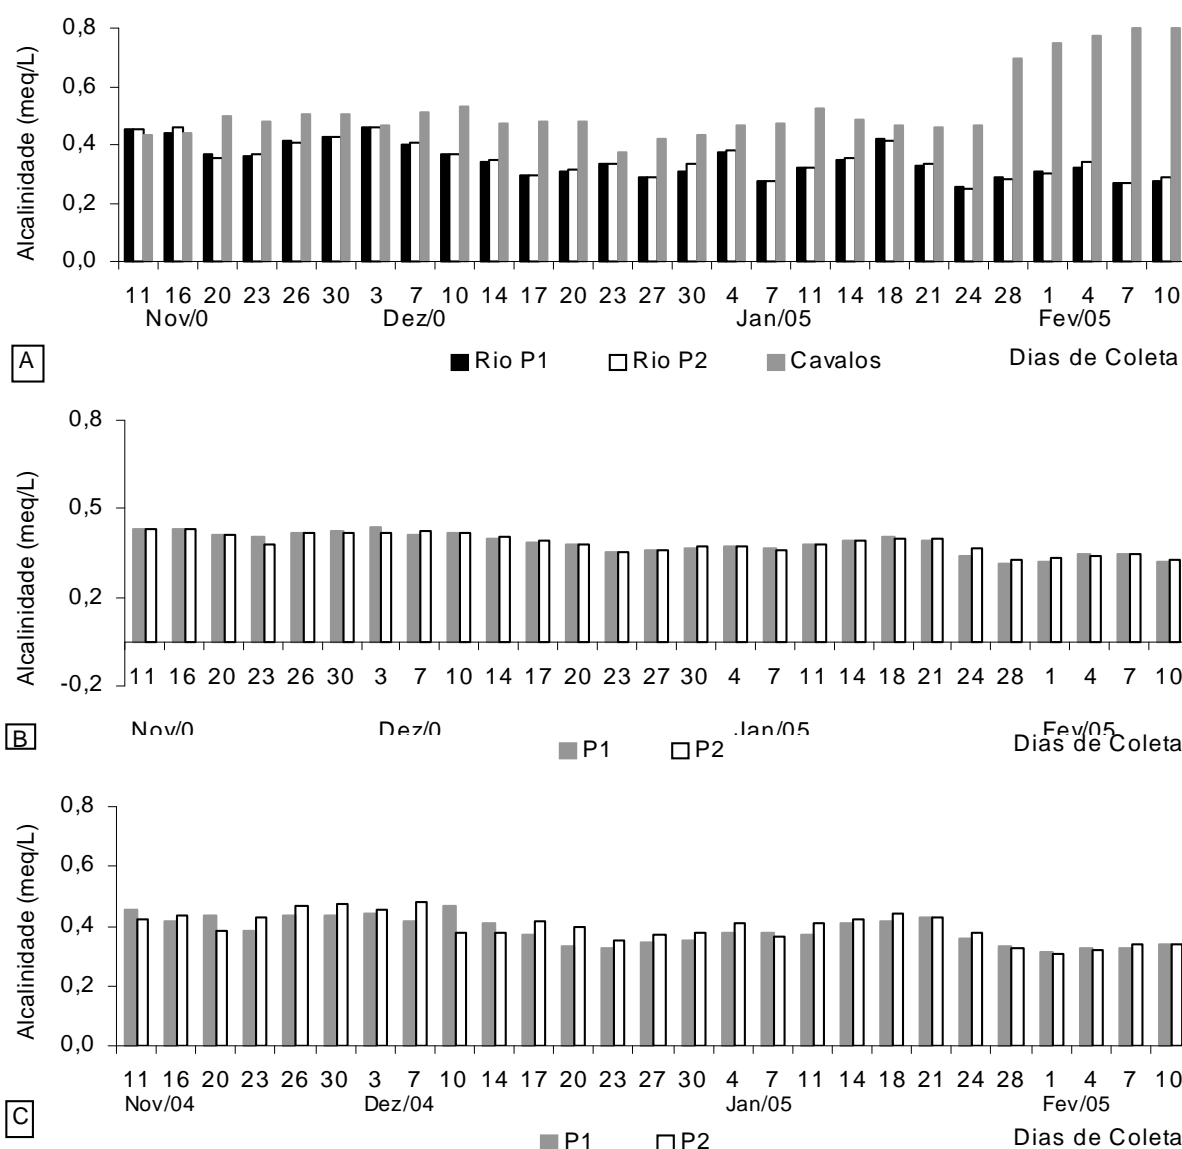 0,8
0,6
0,4
0,2
0,0
Alcalinidade (meq/L)
11 16 20 23 26 30 3 7 10 14 17 20 23 27 30 4 7 11 14 18 21 24 28 1 4 7 10
Nov/0 Dez/0 Jan/05 Fev/05
A
Rio P1 Rio P2 Cavalos Dias de Coleta
0,8
0,5
0,2
-0,2
Alcalinidade (meq/L)
11 16 20 23 26 30 3 7 10 14 17 20 23 27 30 4 7 11 14 18 21 24 28 1 4 7 10
Nov/0 Dez/0 Jan/05 Fev/05
B
P1 P2 Dias de Coleta
0,8
0,6
0,4
0,2
0,0
Alcalinidade (meq/L)
11 16 20 23 26 30 3 7 10 14 17 20 23 27 30 4 7 11 14 18 21 24 28 1 4 7 10
Nov/04 Dez/04 Jan/05 Fev/05
C
P1 P2 Dias de Coleta